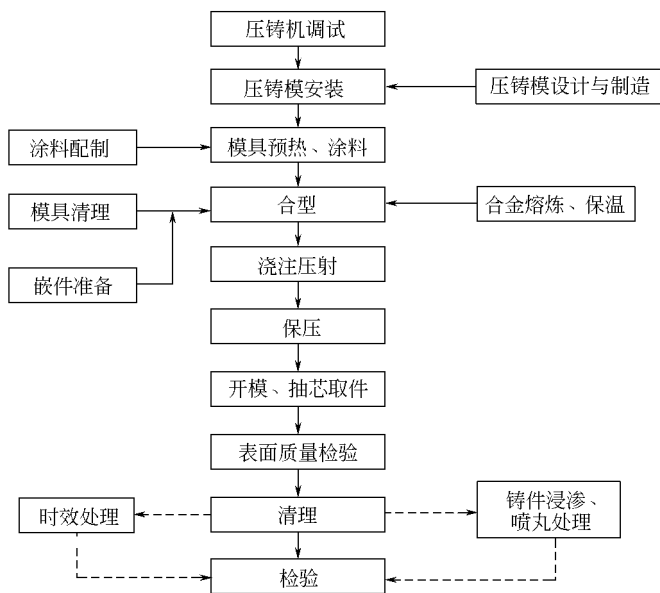 压铸机调试
压铸模安装
压铸模设计与制造
涂料配制
模具预热、涂料
模具清理
合型
合金熔炼、保温
嵌件准备
浇注压射
保压
开模、抽芯取件
表面质量检验
时效处理
清理
铸件浸渗、
喷丸处理
检验